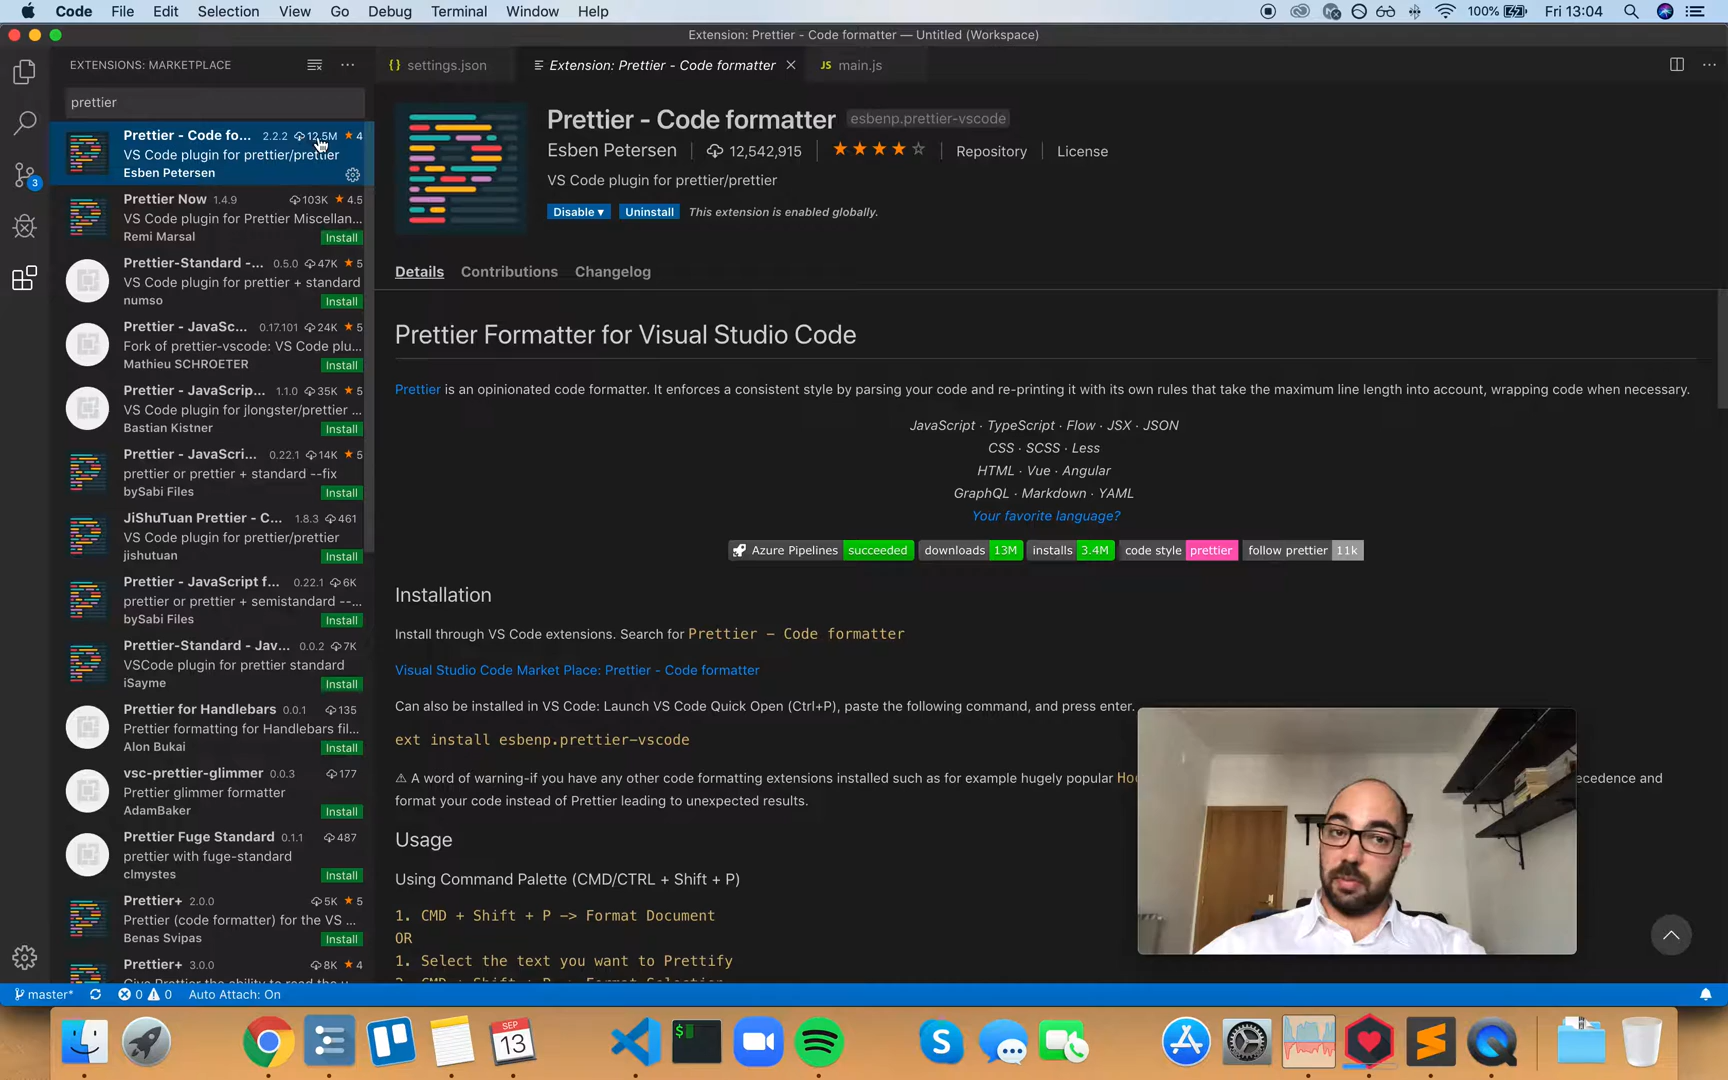 Code File Edit Selection View Go Debug Terminal Window Help
100% Fri 13:04
Extension: Prettier - Code formatter — Untitled (Workspace)
EXTENSIONS: MARKETPLACE
settings.json
Extension: Prettier - Code formatter
JS main.js
prettier
Prettier - Code fo... 2.2.2 12.5M ★ 4
VS Code plugin for prettier/prettier
Esben Petersen
Prettier Now 1.4.9 103K ★ 4.5
VS Code plugin for Prettier Miscellan...
Remi Marsal Install
Prettier-Standard -... 0.5.0 47K ★ 5
VS Code plugin for prettier + standard
numso Install
Prettier - JavaSc... 0.17.101 24K ★ 5
Fork of prettier-vscode: VS Code plu...
Mathieu SCHROETER Install
Prettier - JavaScrip... 1.1.0 35K ★ 5
VS Code plugin for jlongster/prettier ...
Bastian Kistner Install
Prettier - JavaScri... 0.22.1 14K ★ 5
prettier or prettier + standard --fix
bySabi Files Install
JiShuTuan Prettier - C... 1.8.3 461
VS Code plugin for prettier/prettier
jishutuan Install
Prettier - JavaScript f... 0.22.1 6K
prettier or prettier + semistandard --...
bySabi Files Install
Prettier-Standard - Jav... 0.0.2 7K
VSCode plugin for prettier standard
iSayme Install
Prettier for Handlebars 0.0.1 135
Prettier formatting for Handlebars fil...
Alon Bukai Install
vsc-prettier-glimmer 0.0.3 177
Prettier glimmer formatter
AdamBaker Install
Prettier Fuge Standard 0.1.1 487
prettier with fuge-standard
clmystes Install
Prettier+ 2.0.0 5K ★ 5
Prettier (code formatter) for the VS ...
Benas Svipas Install
Prettier+ 3.0.0 8K ★ 4
Prettier - Code formatter esbenp.prettier-vscode
Esben Petersen 12,542,915 Repository License
VS Code plugin for prettier/prettier
Disable Uninstall This extension is enabled globally.
Details Contributions Changelog
Prettier Formatter for Visual Studio Code
Prettier is an opinionated code formatter. It enforces a consistent style by parsing your code and re-printing it with its own rules that take the maximum line length into account, wrapping code when necessary.
JavaScript · TypeScript · Flow · JSX · JSON
CSS · SCSS · Less
HTML · Vue · Angular
GraphQL · Markdown · YAML
Your favorite language?
Azure Pipelines succeeded downloads 13M installs 3.4M code style prettier follow prettier 11k
Installation
Install through VS Code extensions. Search for Prettier - Code formatter
Visual Studio Code Market Place: Prettier - Code formatter
Can also be installed in VS Code: Launch VS Code Quick Open (Ctrl+P), paste the following command, and press enter.
ext install esbenp.prettier-vscode
⚠ A word of warning-if you have any other code formatting extensions installed such as for example hugely popular
format your code instead of Prettier leading to unexpected results.
Usage
Using Command Palette (CMD/CTRL + Shift + P)
1. CMD + Shift + P -> Format Document
OR
1. Select the text you want to Prettify
3
master* 0 0 Auto Attach: On
SEP
13
$